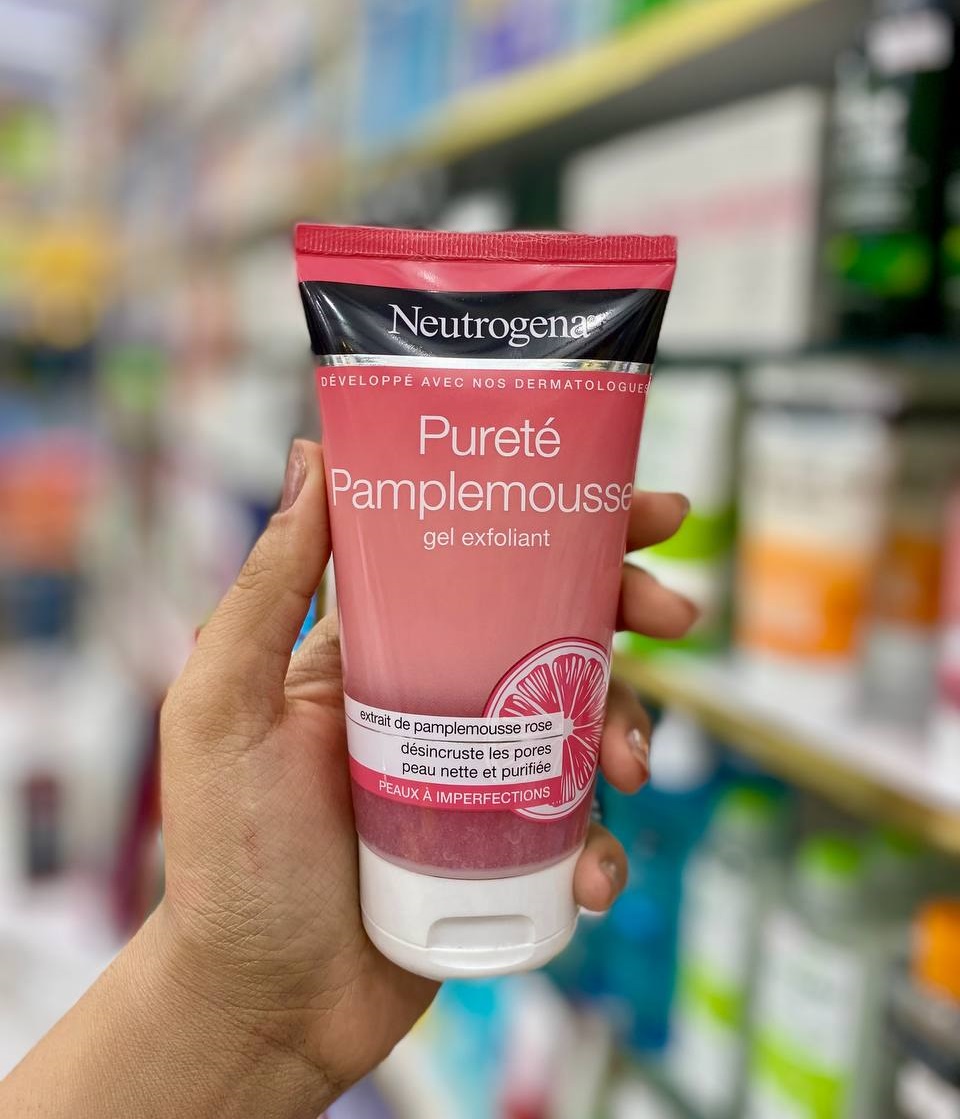 Neutrogena®
DÉVELOPPÉ AVEC NOS DERMATOLOGUES
Pureté
Pamplemousse
gel exfoliant
extrait de pamplemousse rose
désincruste les pores
peau nette et purifiée
PEAUX À IMPERFECTIONS